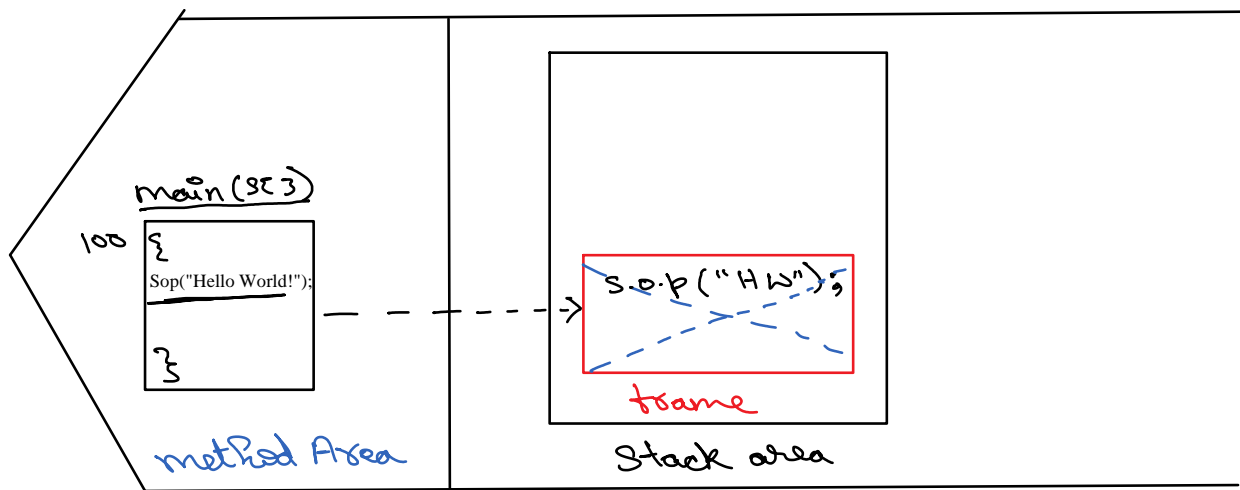 main(S[])
100
{
Sop("Hello World!");
}
method Area
s.o.p("HW");
frame
Stack area